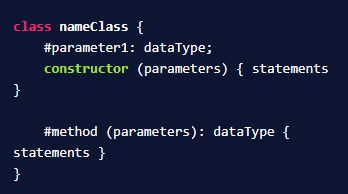 class nameClass {
    #parameter1: dataType;
    constructor (parameters) { statements
}

    #method (parameters): dataType {
statements }
}